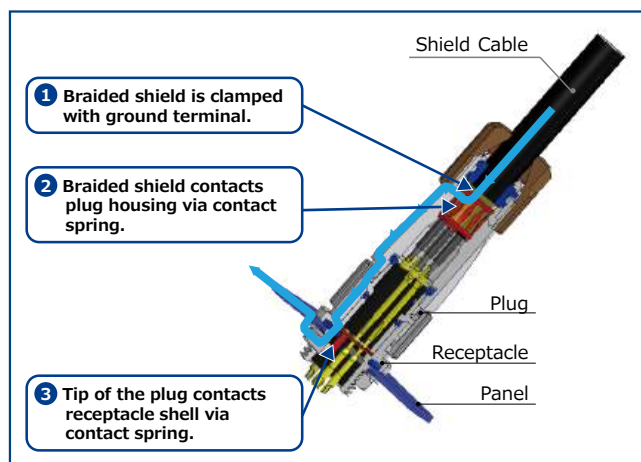 Shield Cable
1 Braided shield is clamped
with ground terminal.
2 Braided shield contacts
plug housing via contact
spring.
Plug
Receptacle
Panel
3 Tip of the plug contacts
receptacle shell via
contact spring.